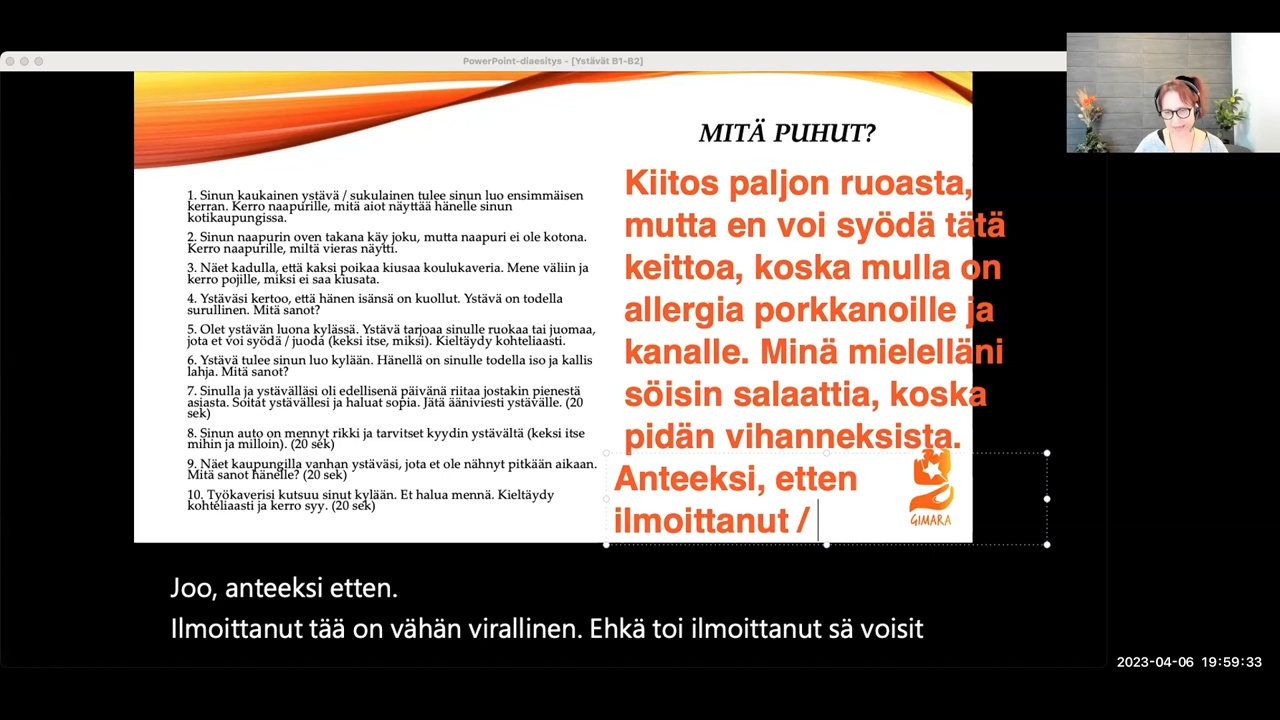 PowerPoint-diaesitys - [Ystävät B1-B2]
MITÄ PUHUT?
1. Sinun kaukainen ystävä / sukulainen tulee sinun luo ensimmäisen
kerran. Kerro naapurille, mitä aiot näyttää hänelle sinun
kotikaupungissa.
2. Sinun naapurin oven takana käy joku, mutta naapuri ei ole kotona.
Kerro naapurille, miltä vieras näytti.
3. Näet kadulla, että kaksi poikaa kiusaa koulukaveria. Mene väliin ja
kerro pojille, miksi ei saa kiusata.
4. Ystäväsi kertoo, että hänen isänsä on kuollut. Ystävä on todella
surullinen. Mitä sanot?
5. Olet ystävän luona kylässä. Ystävä tarjoaa sinulle ruokaa tai juomaa,
jota et voi syödä / juoda (keksi itse, miksi). Kieltäydy kohteliaasti.
6. Ystävä tulee sinun luo kylään. Hänellä on sinulle todella iso ja kallis
lahja. Mitä sanot?
7. Sinulla ja ystävälläsi oli edellisenä päivänä riitaa jostakin pienestä
asiasta. Soitat ystävällesi ja haluat sopia. Jätä ääniviesti ystävälle. (20
sek)
8. Sinun auto on mennyt rikki ja tarvitset kyydin ystävältä (keksi itse
mihin ja milloin). (20 sek)
9. Näet kaupungilla vanhan ystäväsi, jota et ole nähnyt pitkään aikaan.
Mitä sanot hänelle? (20 sek)
10. Työkaverisi kutsuu sinut kylään. Et halua mennä. Kieltäydy
kohteliaasti ja kerro syy. (20 sek)
Kiitos paljon ruoasta,
mutta en voi syödä tätä
keittoa, koska mulla on
allergia porkkanoille ja
kanalle. Minä mielelläni
söisin salaattia, koska
pidän vihanneksista.
Anteeksi, etten
ilmoittanut /
GIMARA
Joo, anteeksi etten.
Ilmoittanut tää on vähän virallinen. Ehkä toi ilmoittanut sä voisit
2023-04-06 19:59:33